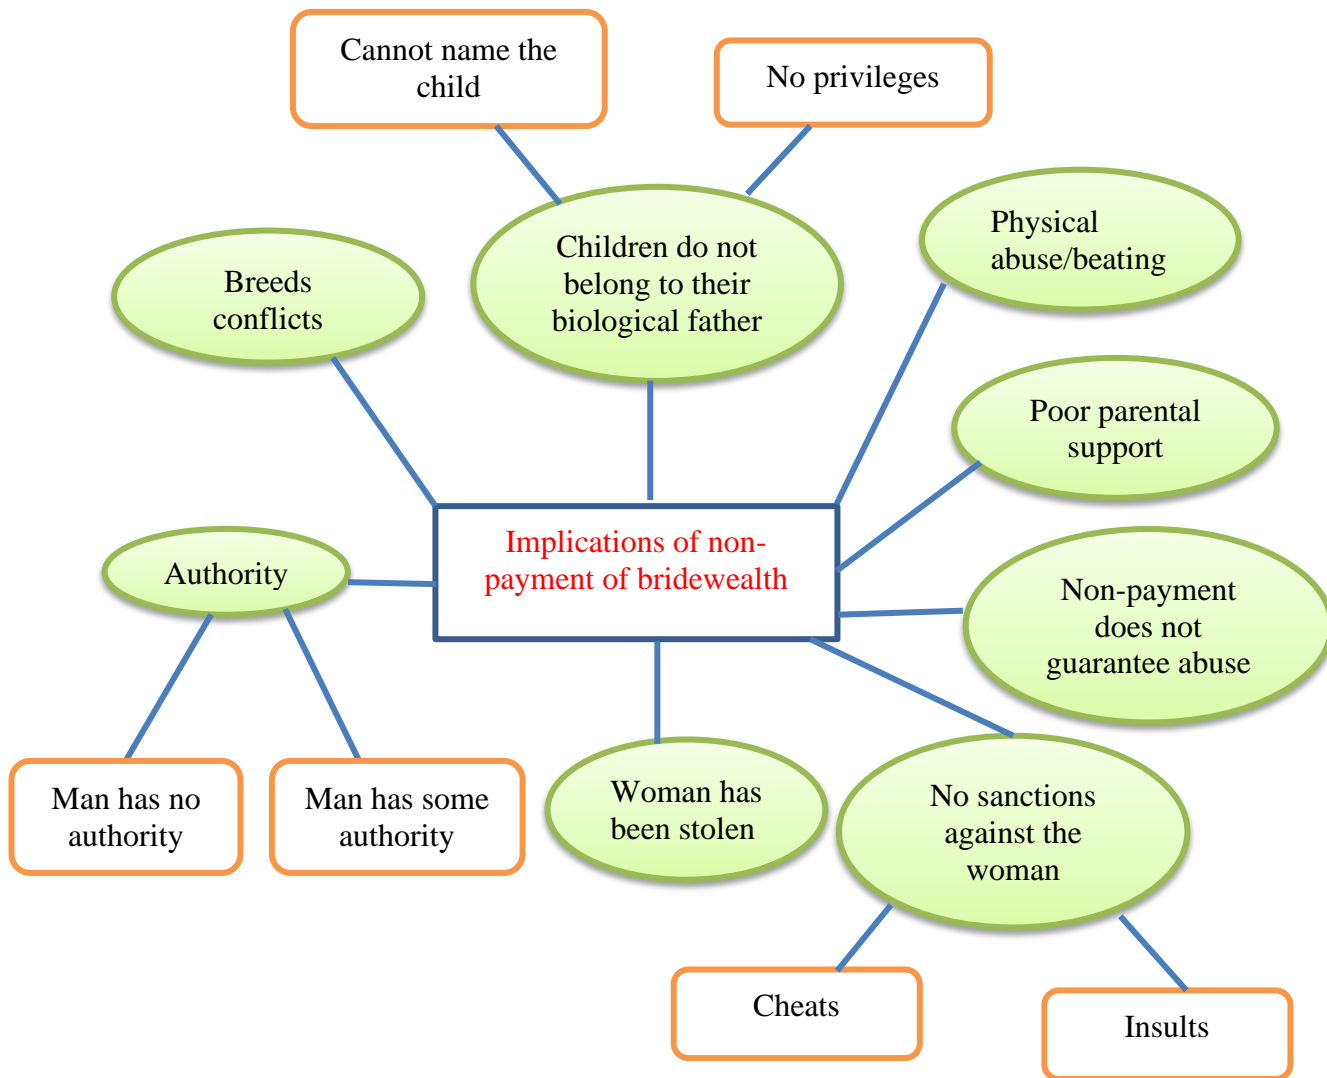 Cannot name the
child
No privileges
Children do not
belong to their
biological father
Physical
abuse/beating
Breeds
conflicts
Poor parental
support
Implications of non-
payment of bridewealth
Authority
Non-payment
does not
guarantee abuse
Man has no
authority
Man has some
authority
Woman has
been stolen
No sanctions
against the
woman
Cheats
Insults